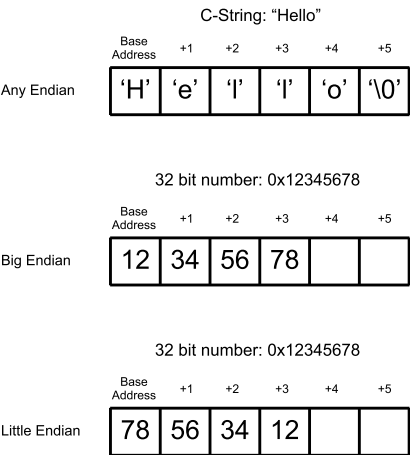 C-String: “Hello”
Base Address +1 +2 +3 +4 +5
Any Endian ‘H’ ‘e’ ‘l’ ‘l’ ‘o’ ‘\0’
32 bit number: 0x12345678
Base Address +1 +2 +3 +4 +5
Big Endian 12 34 56 78
32 bit number: 0x12345678
Base Address +1 +2 +3 +4 +5
Little Endian 78 56 34 12